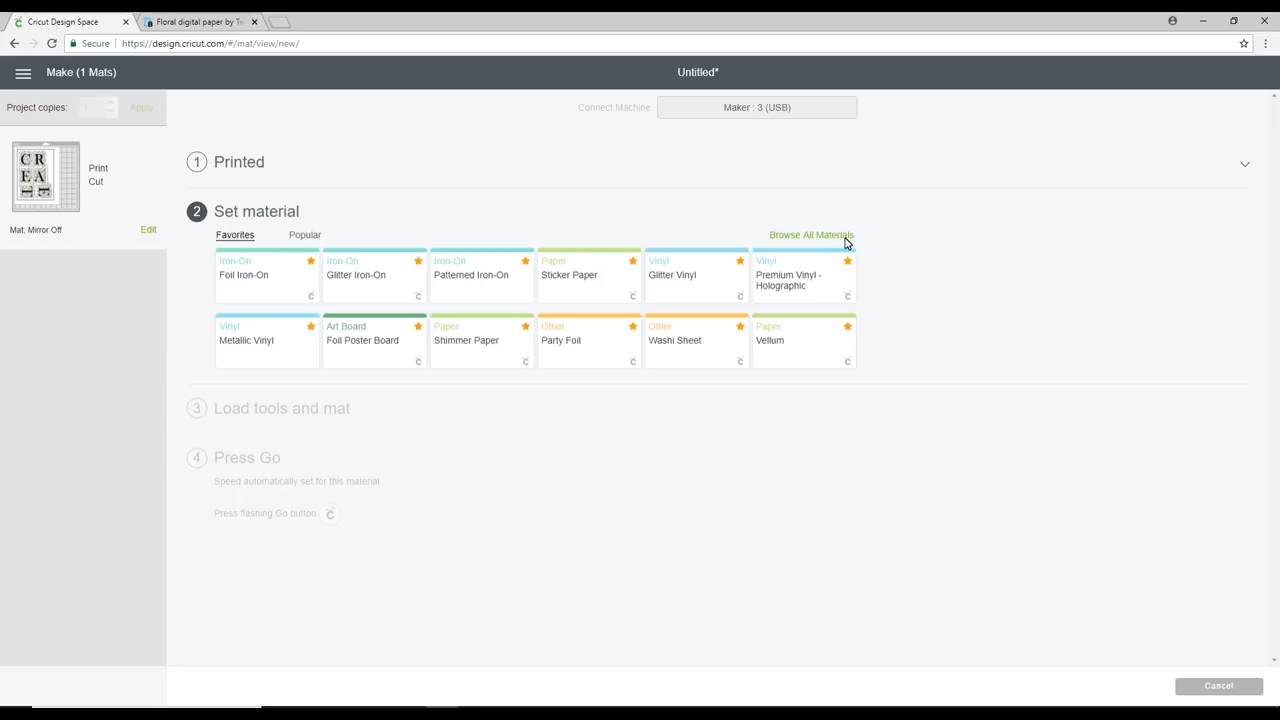 Cricut Design Space
Floral digital paper by Th
Secure
https://design.cricut.com/#/mat/view/new/
Make (1 Mats)
Untitled*
Project copies:
1
Apply
Connect Machine
Maker : 3 (USB)
CR
EA
Print
Cut
Mat; Mirror Off
Edit
1
Printed
2
Set material
Favorites
Popular
Browse All Materials
Iron-On
Foil Iron-On
Iron-On
Glitter Iron-On
Iron-On
Patterned Iron-On
Paper
Sticker Paper
Vinyl
Glitter Vinyl
Vinyl
Premium Vinyl -
Holographic
Vinyl
Metallic Vinyl
Art Board
Foil Poster Board
Paper
Shimmer Paper
Other
Party Foil
Other
Washi Sheet
Paper
Vellum
3
Load tools and mat
4
Press Go
Speed automatically set for this material
Press flashing Go button
Cancel